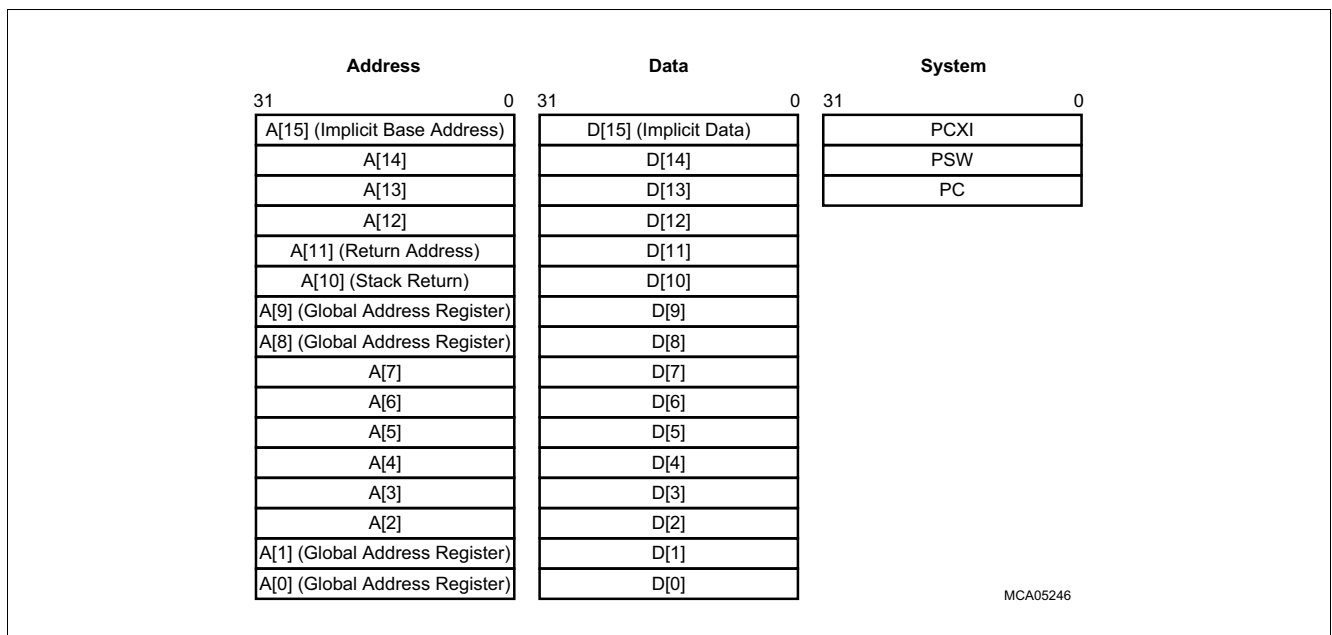 Address Data System
31 0 31 0 31 0
A[15] (Implicit Base Address) D[15] (Implicit Data) PCXI
A[14] D[14] PSW
A[13] D[13] PC
A[12] D[12]
A[11] (Return Address) D[11]
A[10] (Stack Return) D[10]
A[9] (Global Address Register) D[9]
A[8] (Global Address Register) D[8]
A[7] D[7]
A[6] D[6]
A[5] D[5]
A[4] D[4]
A[3] D[3]
A[2] D[2]
A[1] (Global Address Register) D[1]
A[0] (Global Address Register) D[0]
MCA05246